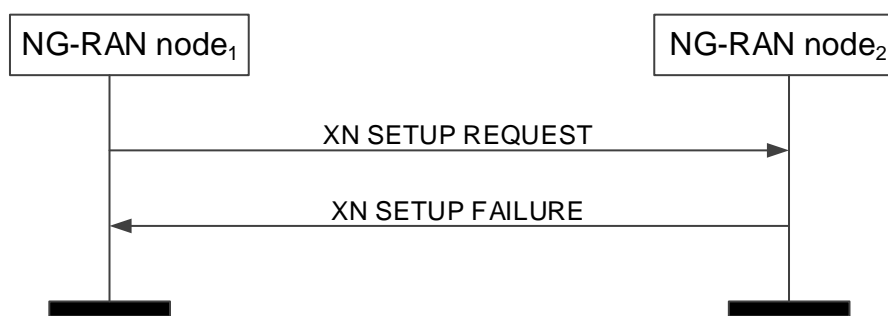 NG-RAN node₁
NG-RAN node₂
XN SETUP REQUEST
XN SETUP FAILURE